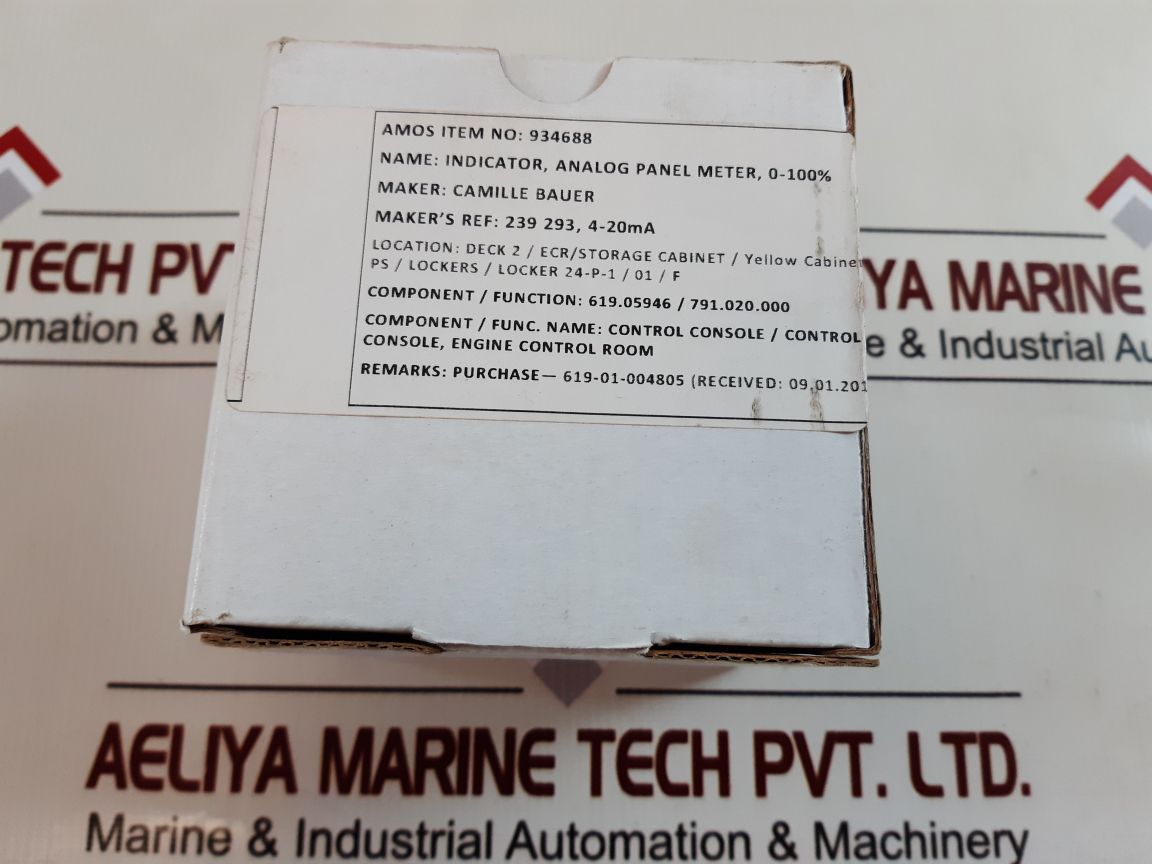 AMOS ITEM NO: 934688
NAME: INDICATOR, ANALOG PANEL METER, 0-100%
MAKER: CAMILLE BAUER
MAKER'S REF: 239 293, 4-20mA
LOCATION: DECK 2 / ECR/STORAGE CABINET / Yellow Cabine
PS / LOCKERS / LOCKER 24-P-1 / 01 / F
COMPONENT / FUNCTION: 619.05946 / 791.020.000
COMPONENT / FUNC. NAME: CONTROL CONSOLE / CONTROL
CONSOLE, ENGINE CONTROL ROOM
REMARKS: PURCHASE— 619-01-004805 (RECEIVED: 09.01.201
TECH PV
omation & M
YA MARINE
e & Industrial Au
AELIYA MARINE TECH PVT. LTD.
Marine & Industrial Automation & Machinery